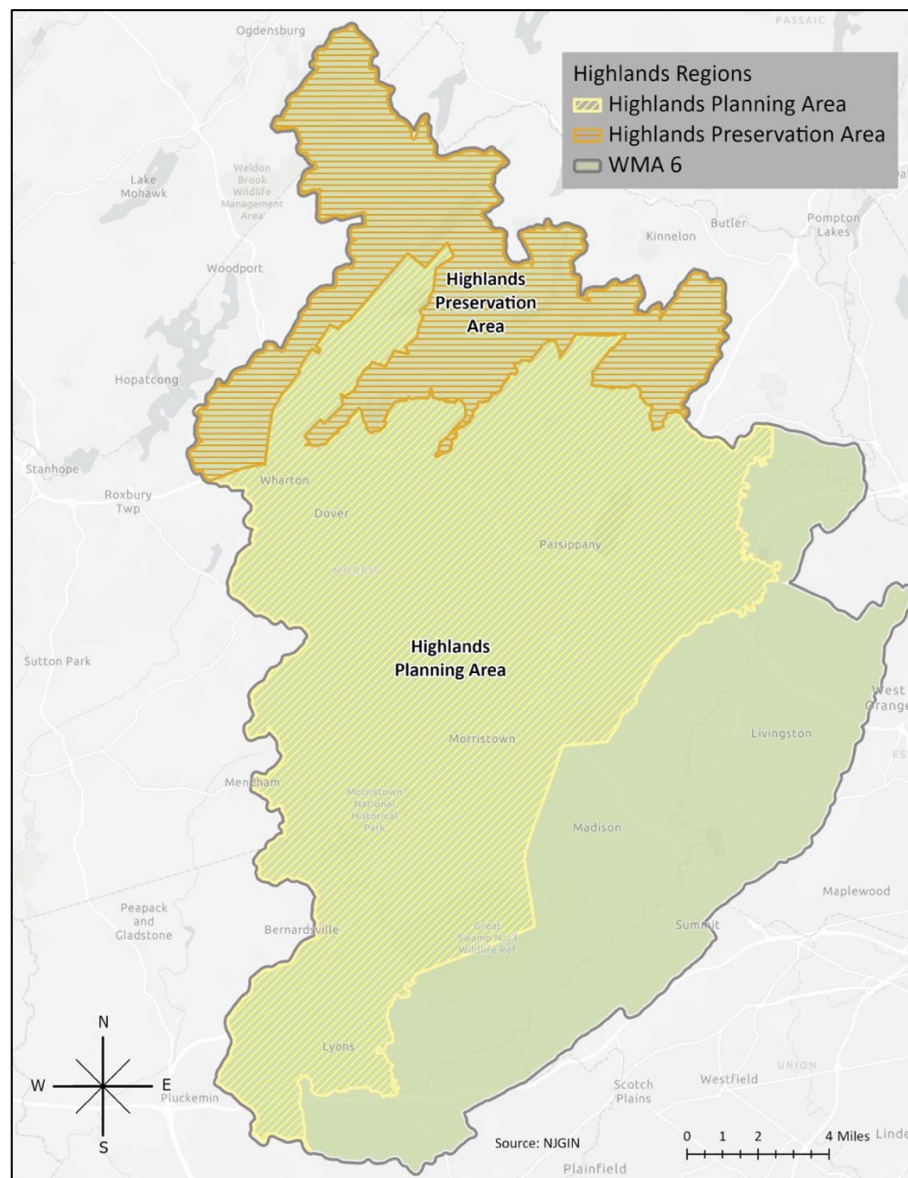 Ogdensburg
PASSAIC
Highlands Regions
Highlands Planning Area
Highlands Preservation Area
WMA 6
Lake
Mohawk
Weldon
Brook
Wildlife
Management
Area
Butler
Pompton
Lakes
Kinnelon
Woodport
Highlands
Preservation
Area
Hopatcong
Stanhope
Roxbury
Twp
Wharton
Dover
Parsippany
MORRIS
Highlands
Planning Area
Sutton Park
West
Orange
Morristown
Livingston
Mendham
Morristown
National
Historical
Park
Madison
Maplewood
Peapack
and
Gladstone
Bernardsville
Great
Swamp Natl
Wildlife Ref
Summit
N
W
E
S
Lyons
Pluckemin
UNION
Westfield
Scotch
Plains
Source: NJGIN
0 1 2 4 Miles
Plainfield